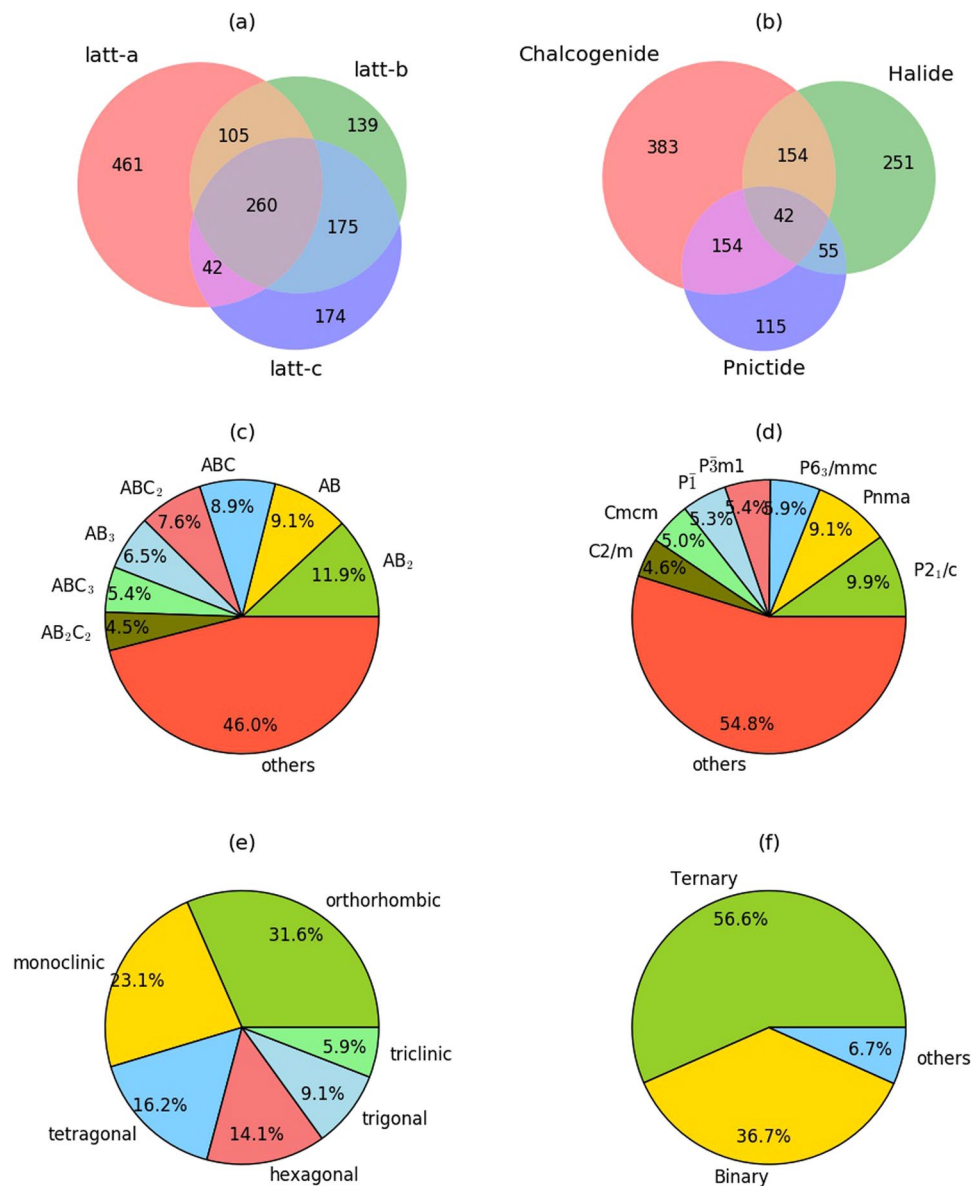 (a)
latt-a
latt-b
461
105
139
260
175
42
174
latt-c
(b)
Chalcogenide
Halide
383
154
251
42
154
55
115
Pnictide
(c)
ABC
AB
ABC₂
AB₃
ABC₃
AB₂C₂
AB₂
8.9%
9.1%
7.6%
6.5%
5.4%
4.5%
11.9%
46.0%
others
(d)
P3̄m1
P6₃/mmc
P1̄
Pnma
Cmcm
C2/m
P2₁/c
5.4%
5.9%
5.3%
9.1%
5.0%
4.6%
9.9%
54.8%
others
(e)
orthorhombic
31.6%
monoclinic
23.1%
tetragonal
16.2%
hexagonal
14.1%
trigonal
9.1%
triclinic
5.9%
(f)
Ternary
56.6%
others
6.7%
36.7%
Binary